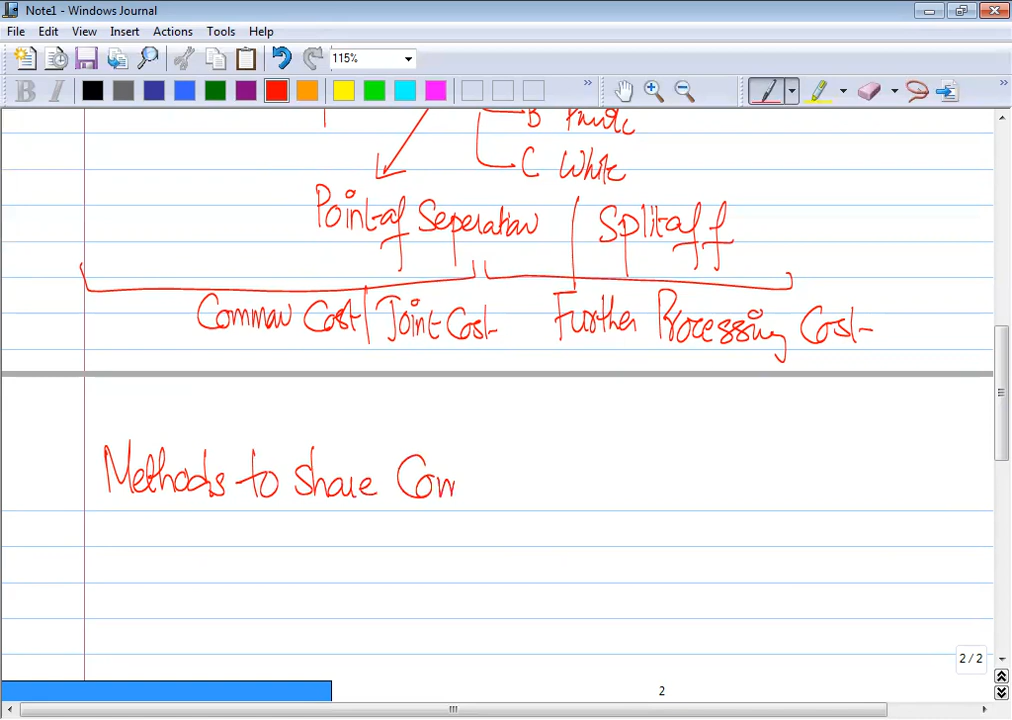 Note1 - Windows Journal
File Edit View Insert Actions Tools Help
115%
B I
B
C White
Point of Seperation | Split off
Common Cost | Joint Cost Further Processing Cost
Methods to share Com
2 / 2
2